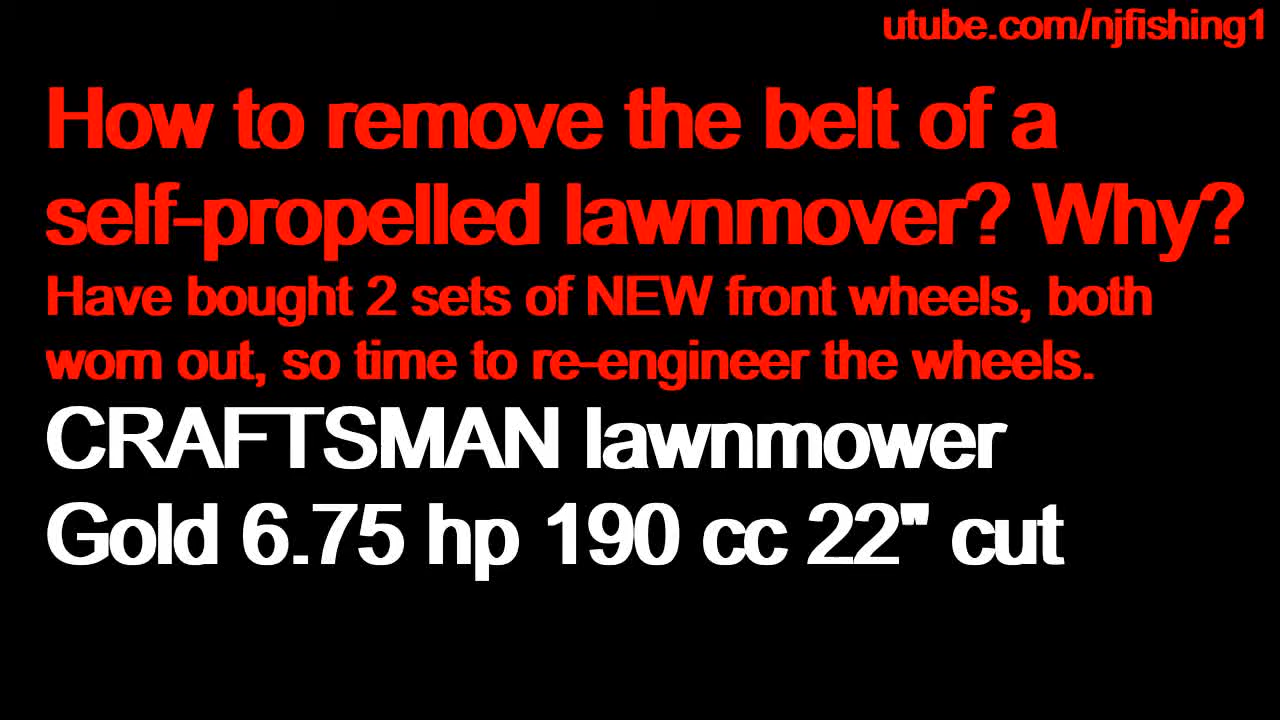 utube.com/njfishing1
How to remove the belt of a
self-propelled lawnmover? Why?
Have bought 2 sets of NEW front wheels, both
worn out, so time to re-engineer the wheels.
CRAFTSMAN lawnmower
Gold 6.75 hp 190 cc 22" cut